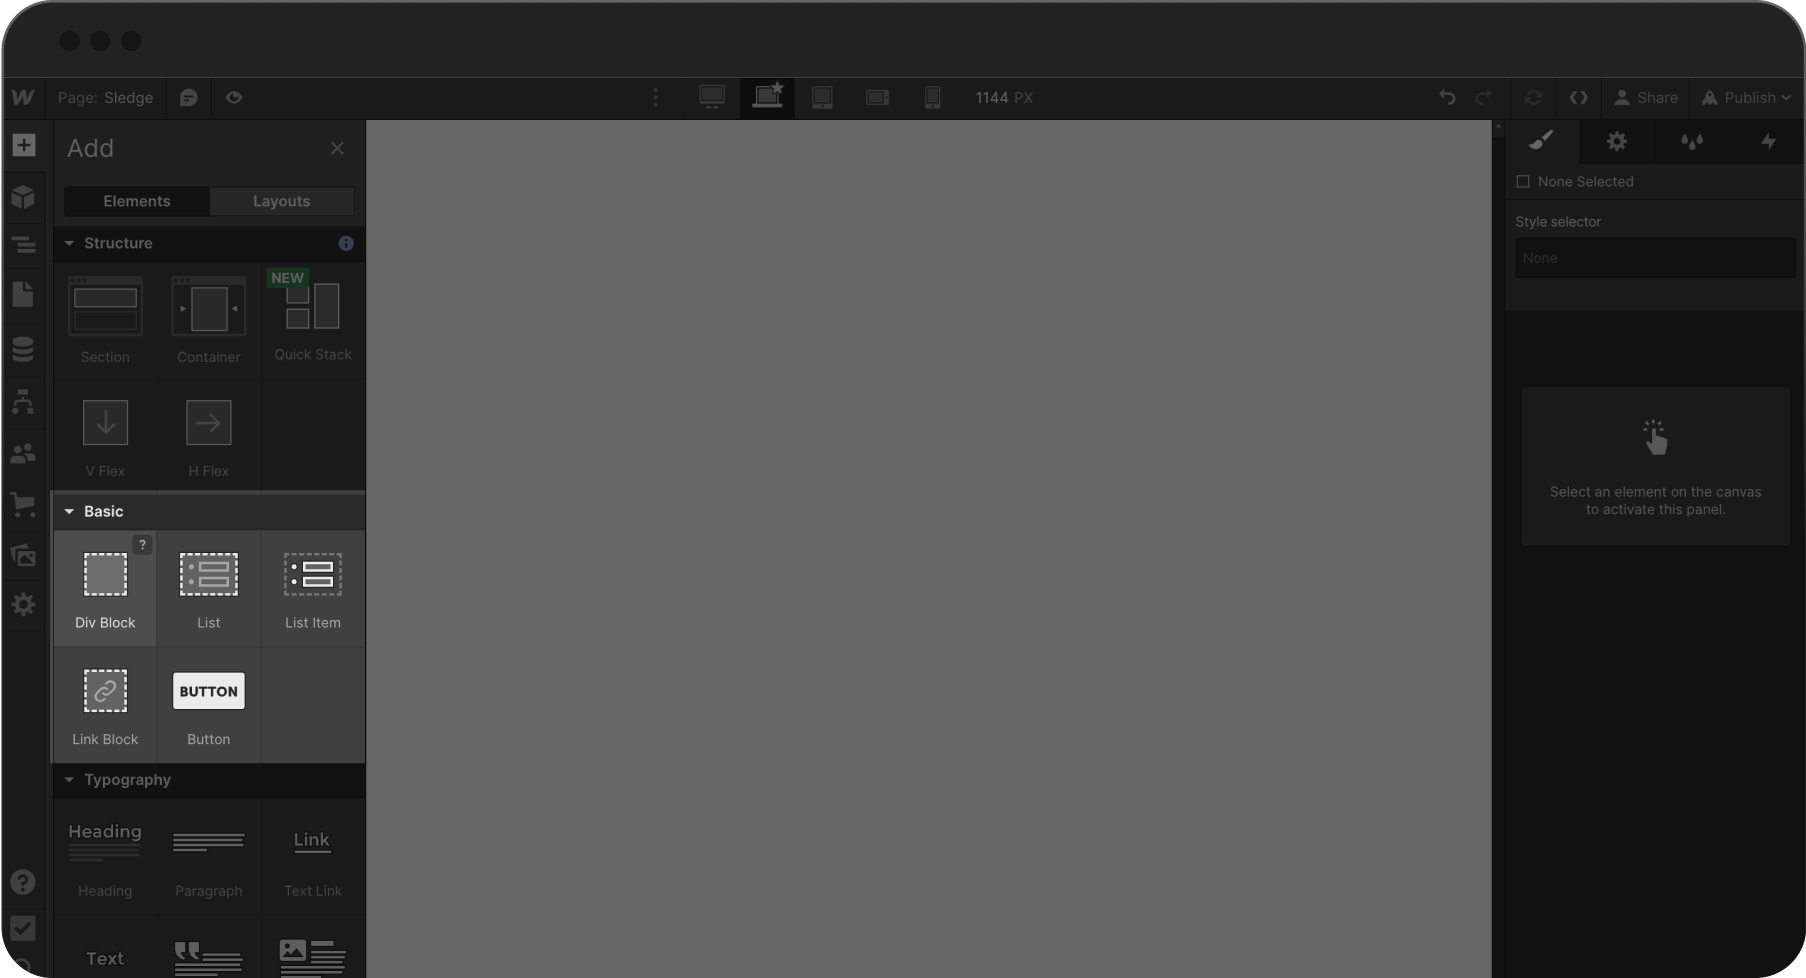 Page: Sledge
1144 PX
Share
Publish
Add
Elements
Layouts
Structure
NEW
Section
Container
Quick Stack
V Flex
H Flex
Basic
?
Div Block
List
List Item
BUTTON
Link Block
Button
Typography
Heading
Link
Heading
Paragraph
Text Link
Text
None Selected
Style selector
None
Select an element on the canvas
to activate this panel.